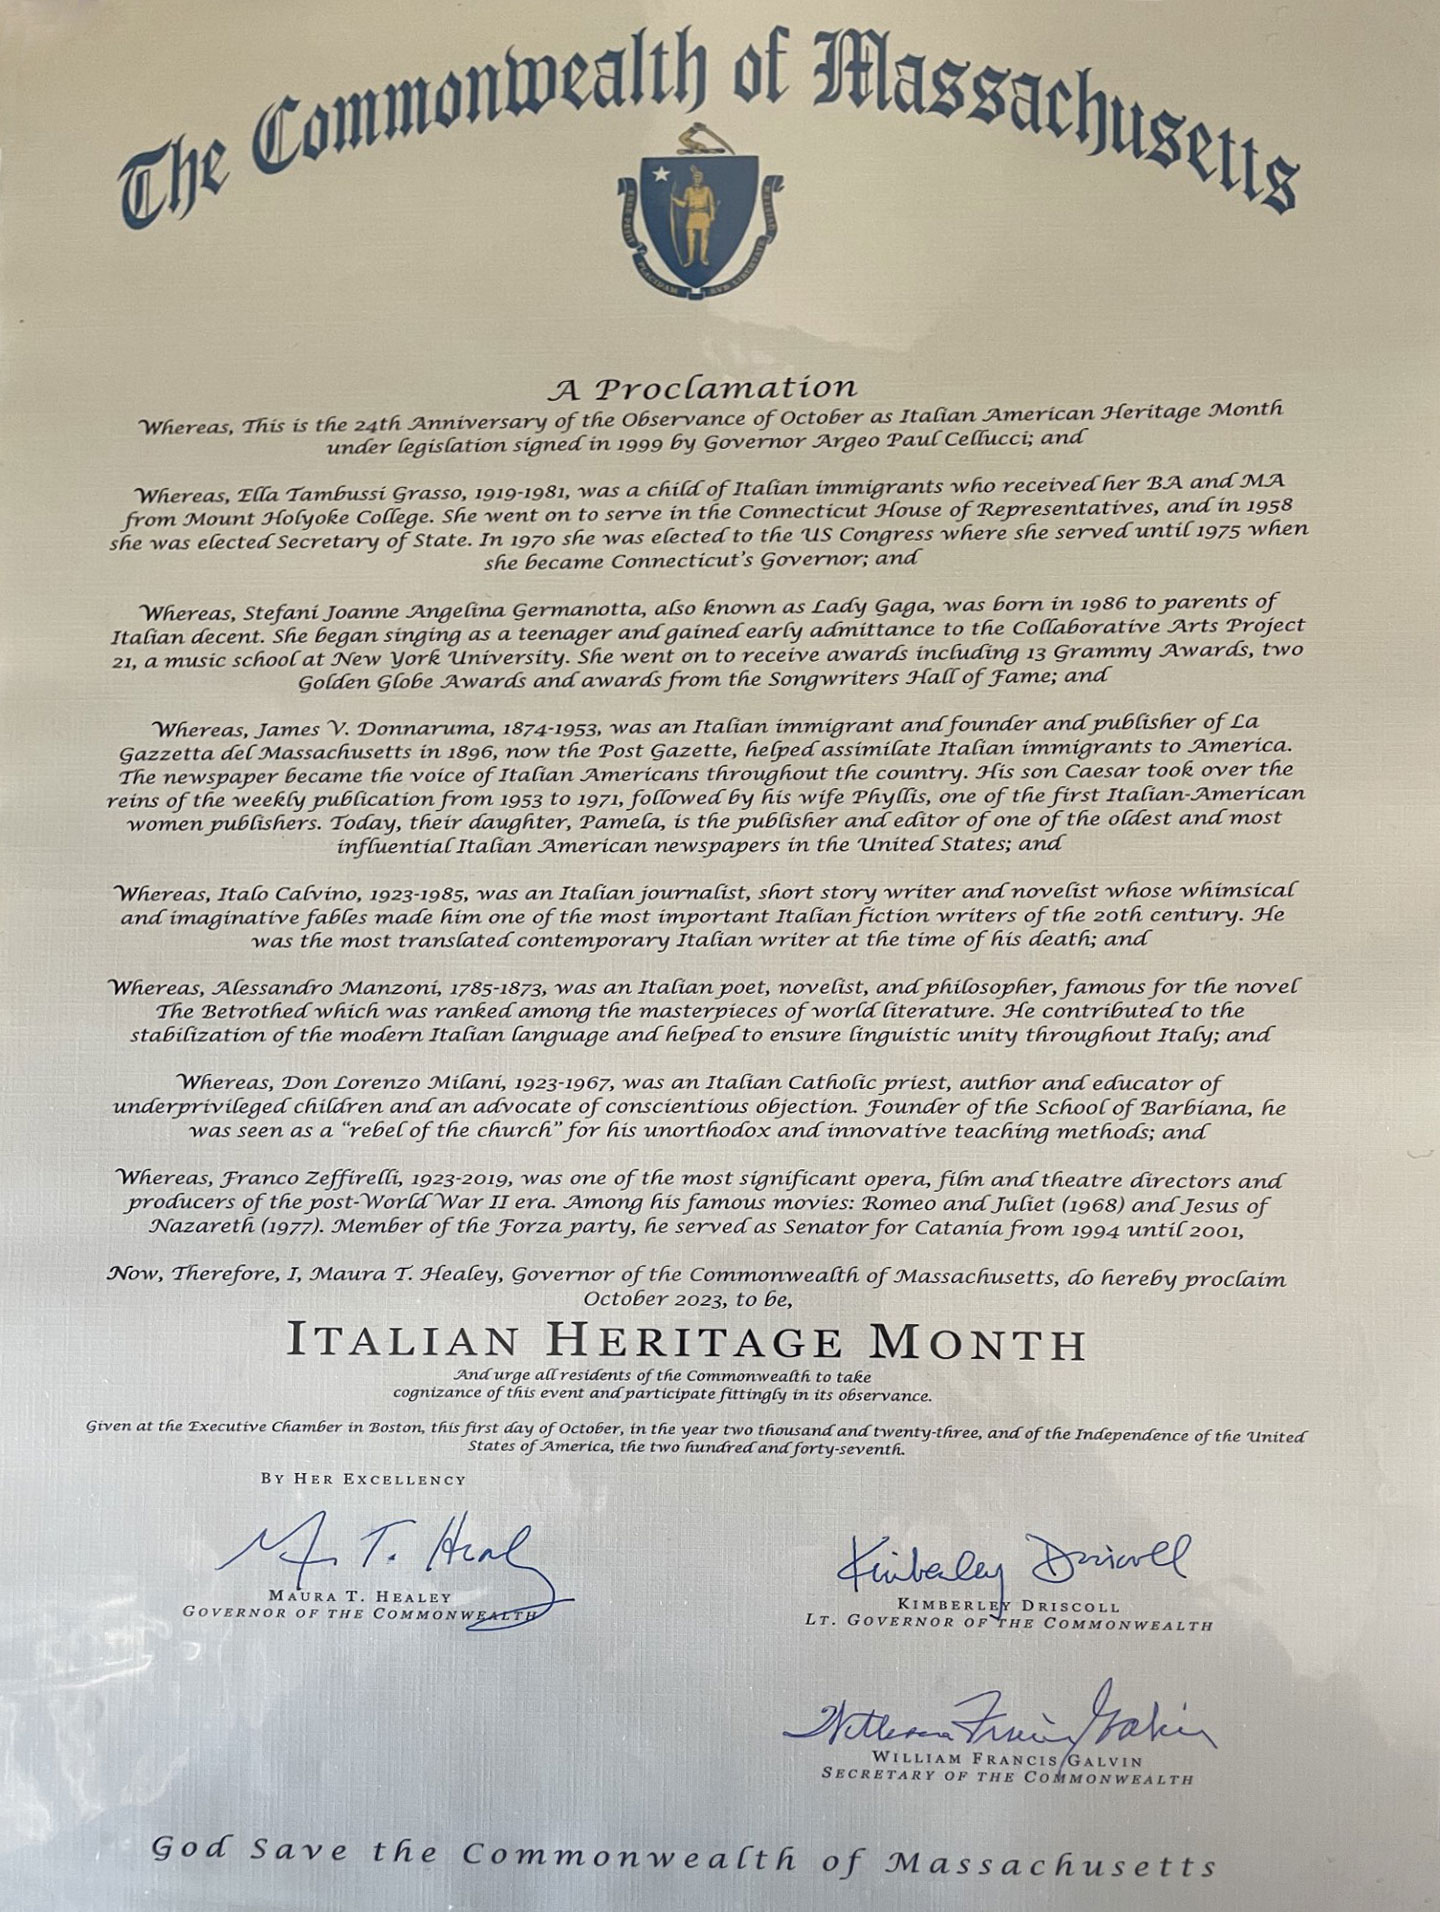 The Commonwealth of Massachusetts
A Proclamation
Whereas, This is the 24th Anniversary of the Observance of October as Italian American Heritage Month
under legislation signed in 1999 by Governor Argeo Paul Cellucci; and
Whereas, Ella Tambussi Grasso, 1919-1981, was a child of Italian immigrants who received her BA and MA
from Mount Holyoke College. She went on to serve in the Connecticut House of Representatives, and in 1958
she was elected Secretary of State. In 1970 she was elected to the US Congress where she served until 1975 when
she became Connecticut's Governor; and
Whereas, Stefani Joanne Angelina Germanotta, also known as Lady Gaga, was born in 1986 to parents of
Italian decent. She began singing as a teenager and gained early admittance to the Collaborative Arts Project
21, a music school at New York University. She went on to receive awards including 13 Grammy Awards, two
Golden Globe Awards and awards from the Songwriters Hall of Fame; and
Whereas, James V. Donnaruma, 1874-1953, was an Italian immigrant and founder and publisher of La
Gazzetta del Massachusetts in 1896, now the Post Gazette, helped assimilate Italian immigrants to America.
The newspaper became the voice of Italian Americans throughout the country. His son Caesar took over the
reins of the weekly publication from 1953 to 1971, followed by his wife Phyllis, one of the first Italian-American
women publishers. Today, their daughter, Pamela, is the publisher and editor of one of the oldest and most
influential Italian American newspapers in the United States; and
Whereas, Italo Calvino, 1923-1985, was an Italian journalist, short story writer and novelist whose whimsical
and imaginative fables made him one of the most important Italian fiction writers of the 20th century. He
was the most translated contemporary Italian writer at the time of his death; and
Whereas, Alessandro Manzoni, 1785-1873, was an Italian poet, novelist, and philosopher, famous for the novel
The Betrothed which was ranked among the masterpieces of world literature. He contributed to the
stabilization of the modern Italian language and helped to ensure linguistic unity throughout Italy; and
Whereas, Don Lorenzo Milani, 1923-1967, was an Italian Catholic priest, author and educator of
underprivileged children and an advocate of conscientious objection. Founder of the School of Barbiana, he
was seen as a "rebel of the church" for his unorthodox and innovative teaching methods; and
Whereas, Franco Zeffirelli, 1923-2019, was one of the most significant opera, film and theatre directors and
producers of the post-World War II era. Among his famous movies: Romeo and Juliet (1968) and Jesus of
Nazareth (1977). Member of the Forza party, he served as Senator for Catania from 1994 until 2001,
Now, Therefore, I, Maura T. Healey, Governor of the Commonwealth of Massachusetts, do hereby proclaim
October 2023, to be,
ITALIAN HERITAGE MONTH
And urge all residents of the Commonwealth to take
cognizance of this event and participate fittingly in its observance.
Given at the Executive Chamber in Boston, this first day of October, in the year two thousand and twenty-three, and of the Independence of the United
States of America, the two hundred and forty-seventh.
BY HER EXCELLENCY
MAURA T. HEALEY
GOVERNOR OF THE COMMONWEALTH
Kimberley Driscoll
KIMBERLEY DRISCOLL
LT. GOVERNOR OF THE COMMONWEALTH
William Francis Galvin
WILLIAM FRANCIS GALVIN
SECRETARY OF THE COMMONWEALTH
God Save the Commonwealth of Massachusetts